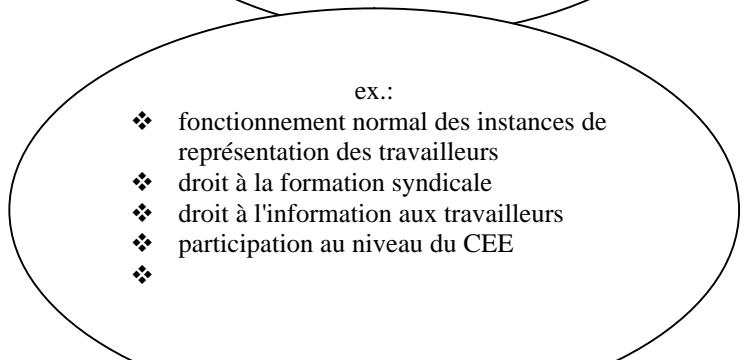 ex.:
❖ fonctionnement normal des instances de
représentation des travailleurs
❖ droit à la formation syndicale
❖ droit à l'information aux travailleurs
❖ participation au niveau du CEE
❖